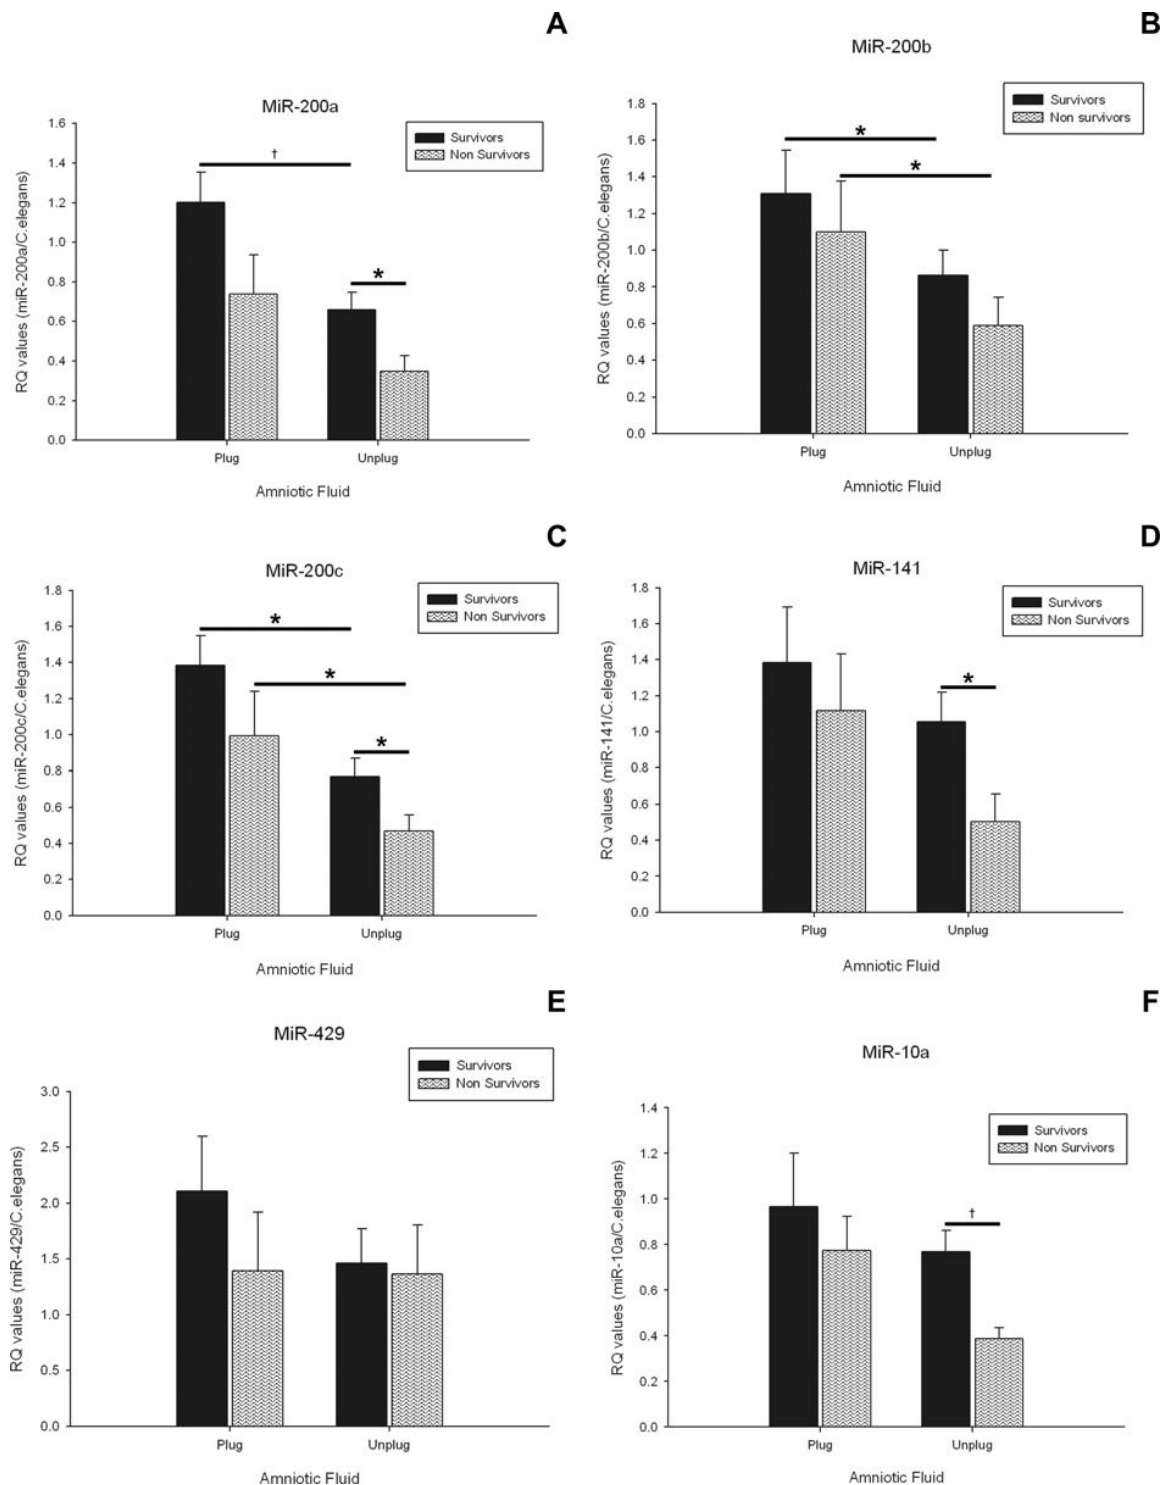 A
MiR-200a
Survivors
Non Survivors
RQ values (miR-200a/C.elegans)
1.6
1.4
1.2
1.0
0.8
0.6
0.4
0.2
0.0
†
*
Plug
Unplug
Amniotic Fluid
B
MiR-200b
Survivors
Non survivors
RQ values (miR-200b/C.elegans)
1.8
1.6
1.4
1.2
1.0
0.8
0.6
0.4
0.2
0.0
*
*
Plug
Unplug
Amniotic Fluid
C
MiR-200c
Survivors
Non Survivors
RQ values (miR-200c/C.elegans)
1.8
1.6
1.4
1.2
1.0
0.8
0.6
0.4
0.2
0.0
*
*
*
Plug
Unplug
Amniotic Fluid
D
MiR-141
Survivors
Non Survivors
RQ values (miR-141/C.elegans)
1.8
1.6
1.4
1.2
1.0
0.8
0.6
0.4
0.2
0.0
*
Plug
Unplug
Amniotic Fluid
E
MiR-429
Survivors
Non Survivors
RQ values (miR-429/C.elegans)
3.0
2.5
2.0
1.5
1.0
0.5
0.0
Plug
Unplug
Amniotic Fluid
F
MiR-10a
Survivors
Non Survivors
RQ values (miR-10a/C.elegans)
1.4
1.2
1.0
0.8
0.6
0.4
0.2
0.0
†
Plug
Unplug
Amniotic Fluid